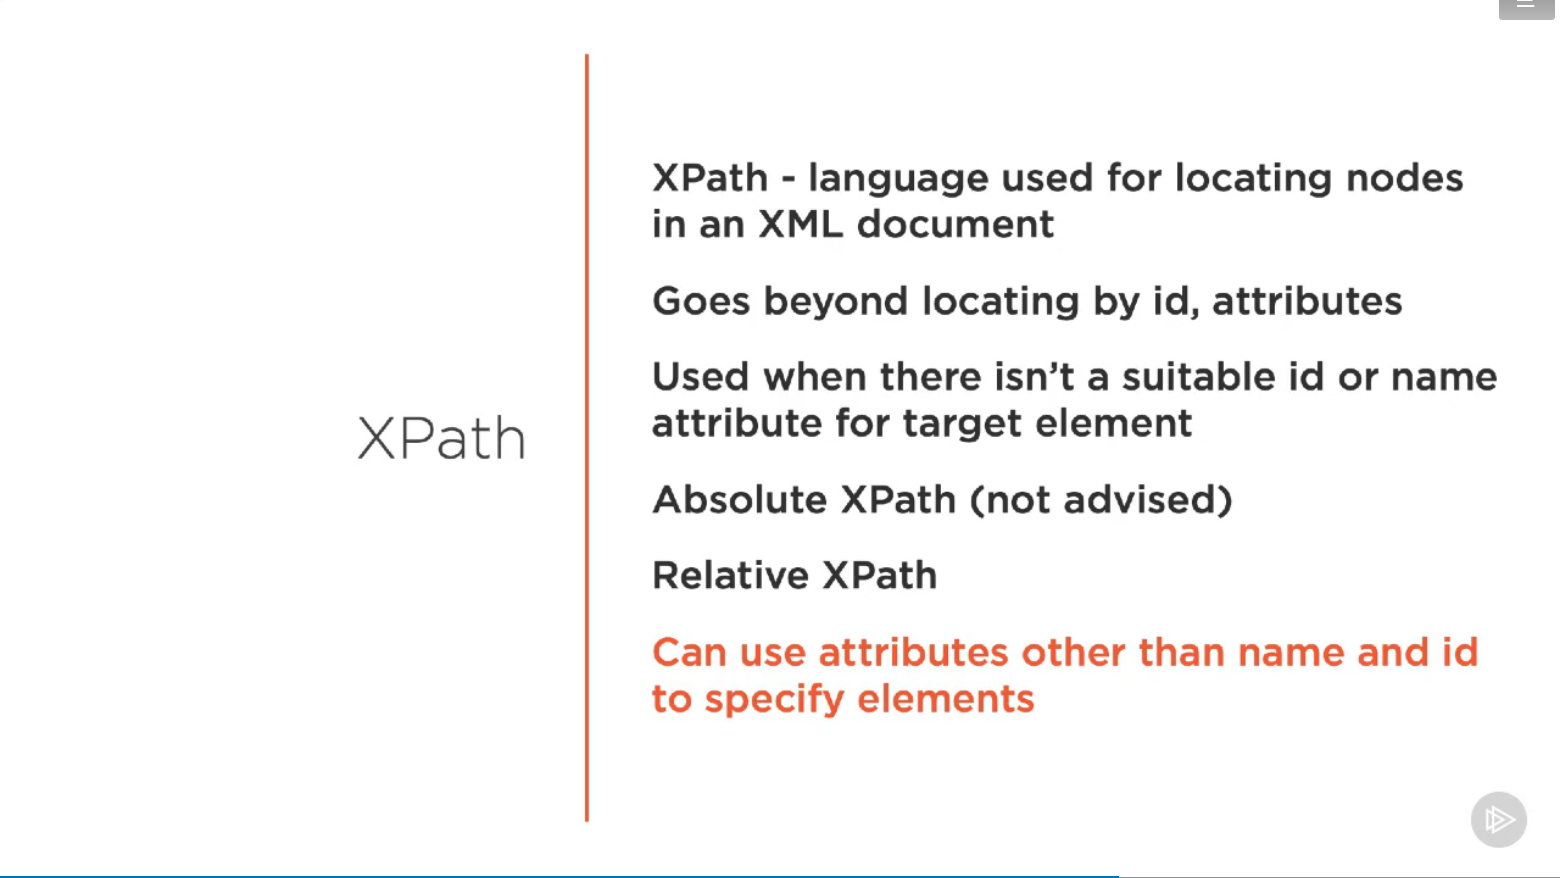 XPath
XPath - language used for locating nodes
in an XML document
Goes beyond locating by id, attributes
Used when there isn't a suitable id or name
attribute for target element
Absolute XPath (not advised)
Relative XPath
Can use attributes other than name and id
to specify elements